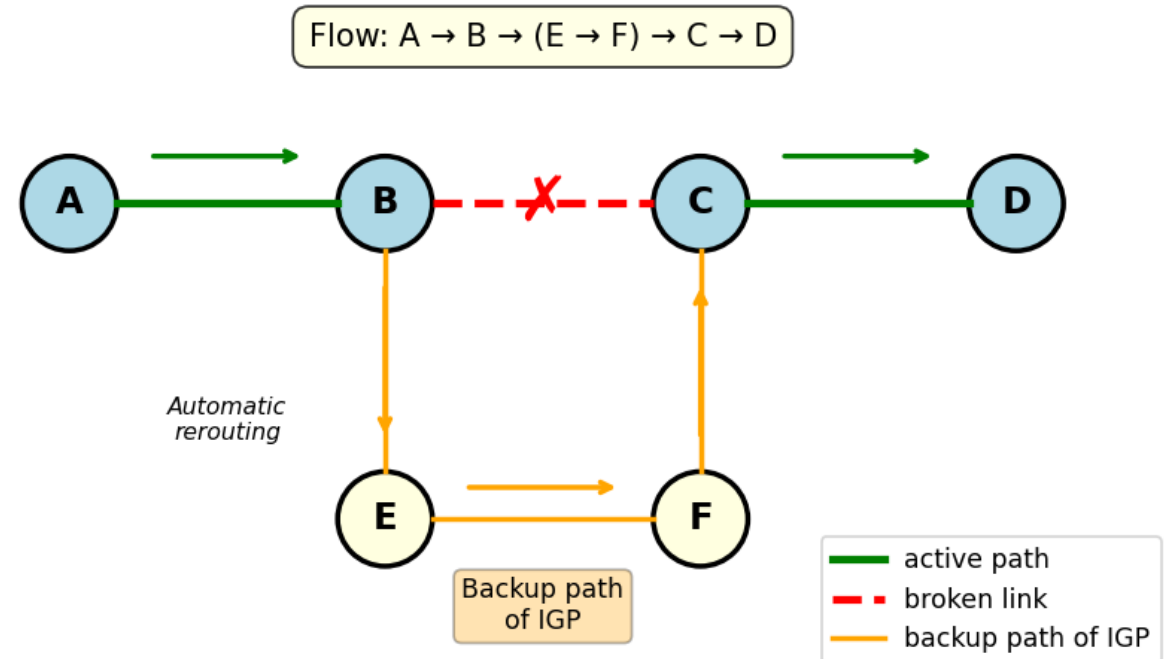 Flow: A → B → (E → F) → C → D
A
B
✗
C
D
Automatic
rerouting
E
F
Backup path
of IGP
active path
broken link
backup path of IGP